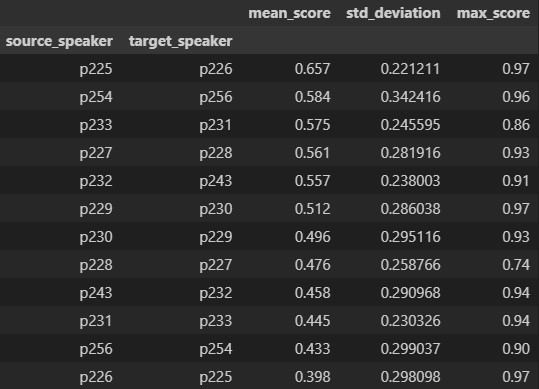 mean_score std_deviation max_score
source_speaker target_speaker
p225 p226 0.657 0.221211 0.97
p254 p256 0.584 0.342416 0.96
p233 p231 0.575 0.245595 0.86
p227 p228 0.561 0.281916 0.93
p232 p243 0.557 0.238003 0.91
p229 p230 0.512 0.286038 0.97
p230 p229 0.496 0.295116 0.93
p228 p227 0.476 0.258766 0.74
p243 p232 0.458 0.290968 0.94
p231 p233 0.445 0.230326 0.94
p256 p254 0.433 0.299037 0.90
p226 p225 0.398 0.298098 0.97